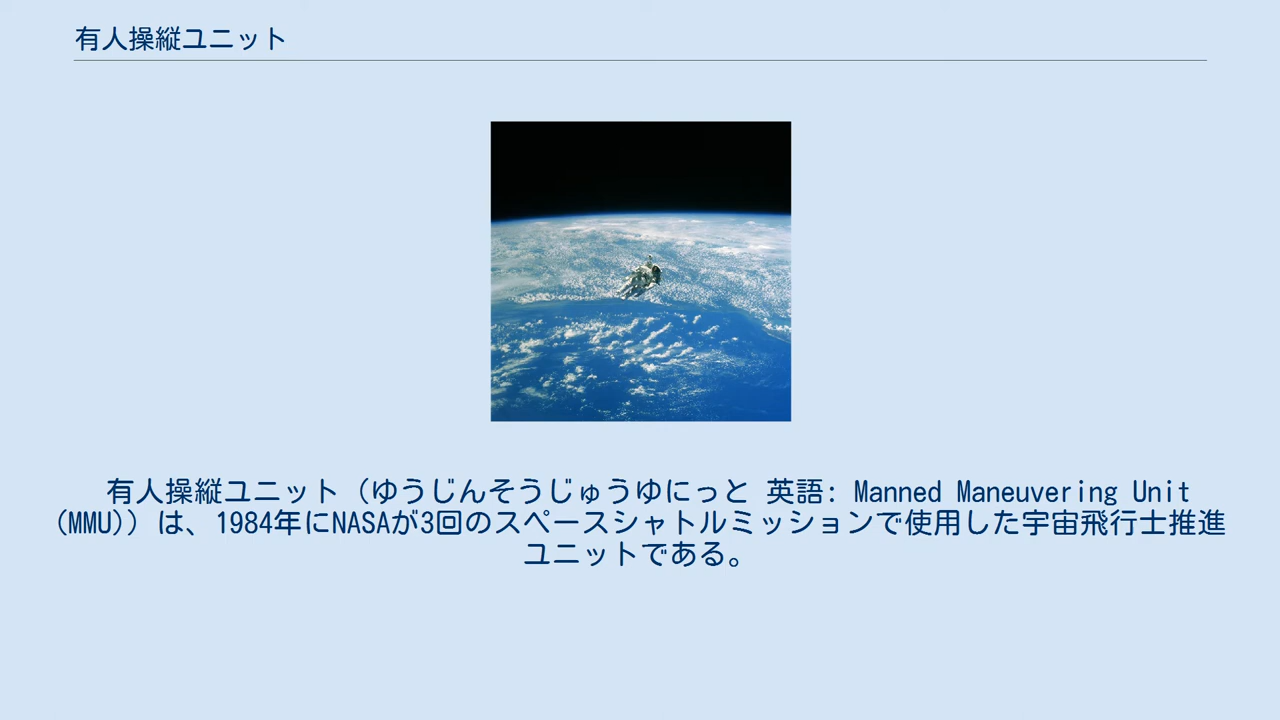 有人操縦ユニット
有人操縦ユニット（ゆうじんそうじゅうゆにっと 英語: Manned Maneuvering Unit
(MMU)）は、1984年にNASAが3回のスペースシャトルミッションで使用した宇宙飛行士推進
ユニットである。